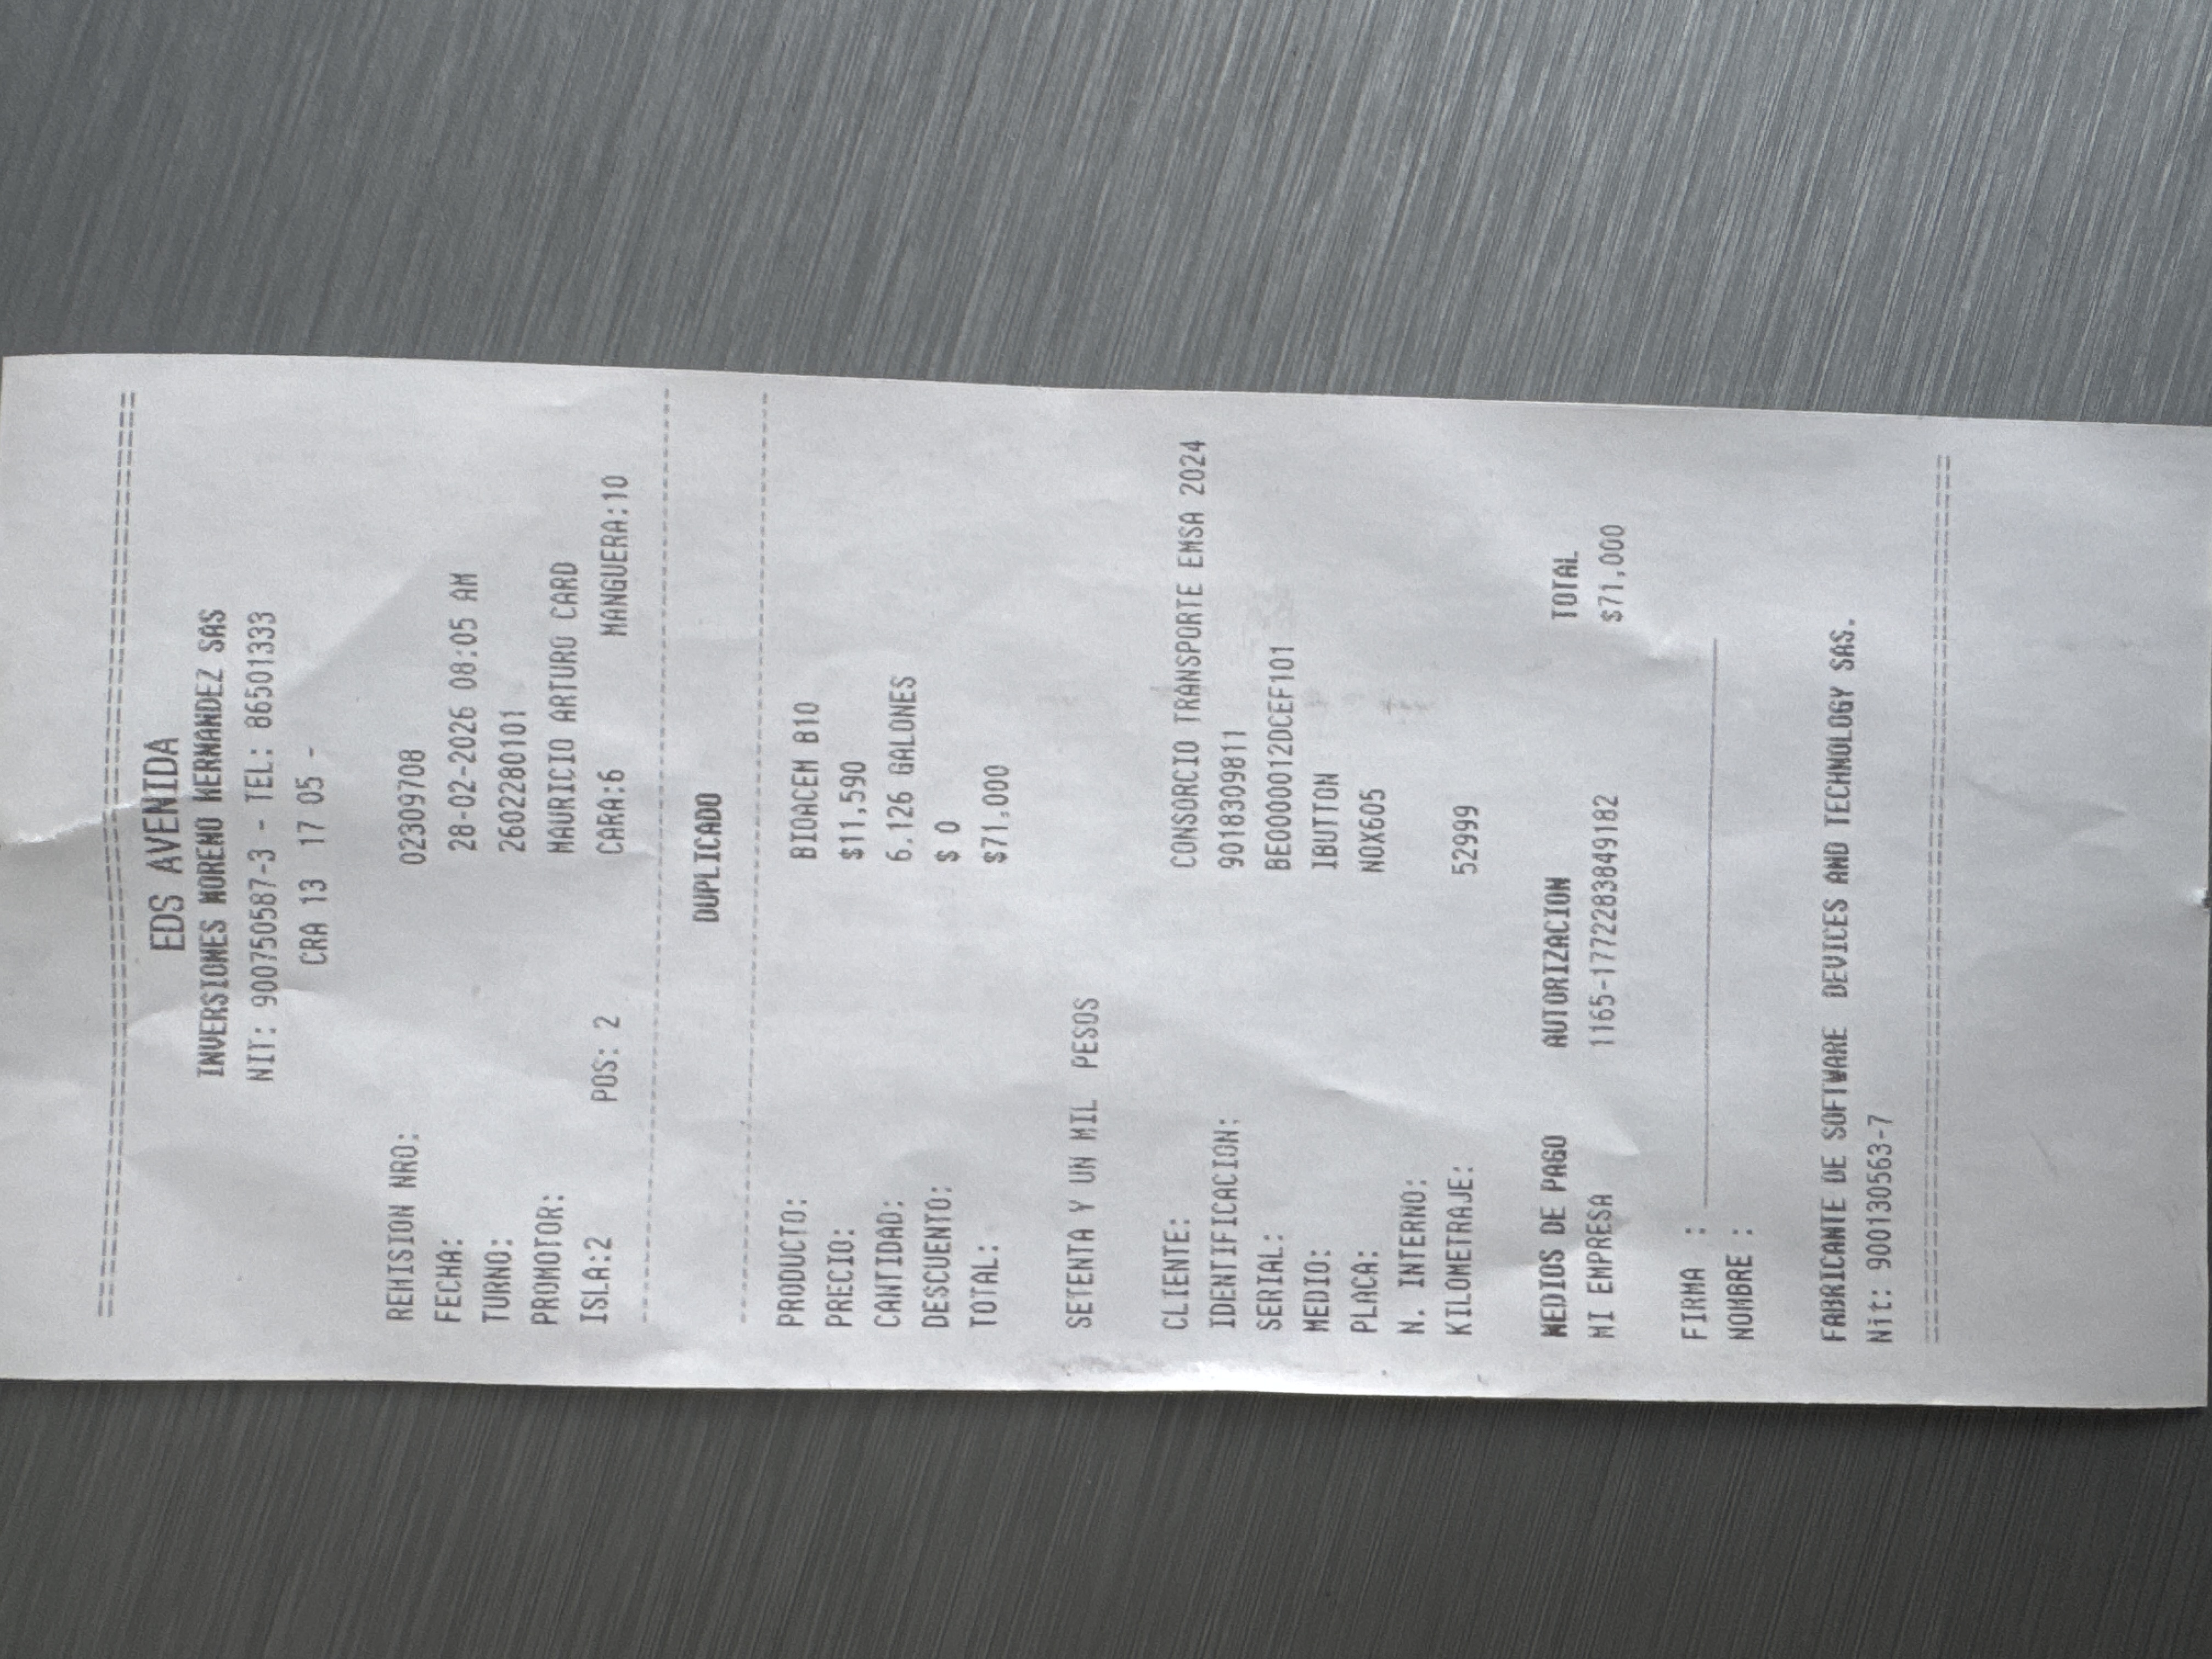 ================================================
EDS AVENIDA
INVERSIONES MORENO HERNANDEZ SAS
NIT: 900750587-3 - TEL: 86501333
CRA 13 17 05 -
REMISION NRO: 02309708
FECHA: 28-02-2026 08:05 AM
TURNO: 2602280101
PROMOTOR: MAURICIO ARTURO CARD
ISLA:2 POS: 2 CARA:6 MANGUERA:10
------------------------------------------------
DUPLICADO
------------------------------------------------
PRODUCTO: BIOACEM B10
PRECIO: $11,590
CANTIDAD: 6.126 GALONES
DESCUENTO: $ 0
TOTAL: $71,000
SETENTA Y UN MIL PESOS
CLIENTE: CONSORCIO TRANSPORTE EMSA 2024
IDENTIFICACION: 9018309811
SERIAL: BE000012DCEF101
MEDIO: IBUTTON
PLACA: NOX605
N. INTERNO:
KILOMETRAJE: 52999
MEDIOS DE PAGO AUTORIZACION TOTAL
MI EMPRESA 1165-1772283849182 $71,000
FIRMA : ______________________________
NOMBRE :
FABRICANTE DE SOFTWARE DEVICES AND TECHNOLOGY SAS.
Nit: 900130563-7
================================================